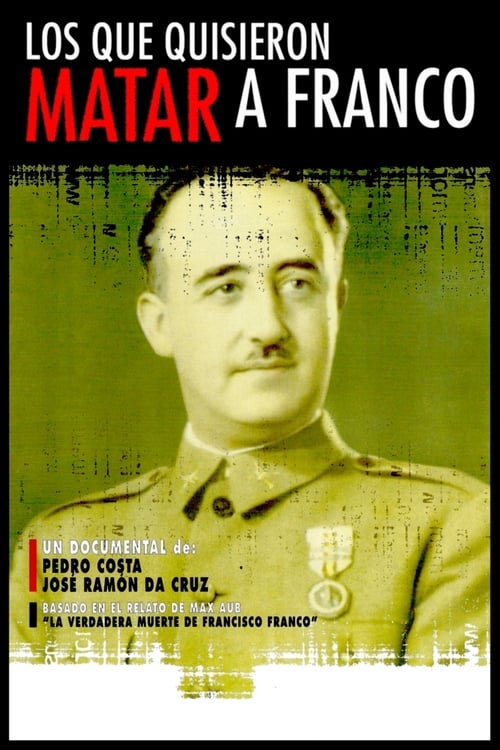 LOS QUE QUISIERON
MATAR A FRANCO
UN DOCUMENTAL de:
PEDRO COSTA
JOSÉ RAMÓN DA CRUZ
BASADO EN EL RELATO DE MAX AUB
"LA VERDADERA MUERTE DE FRANCISCO FRANCO"